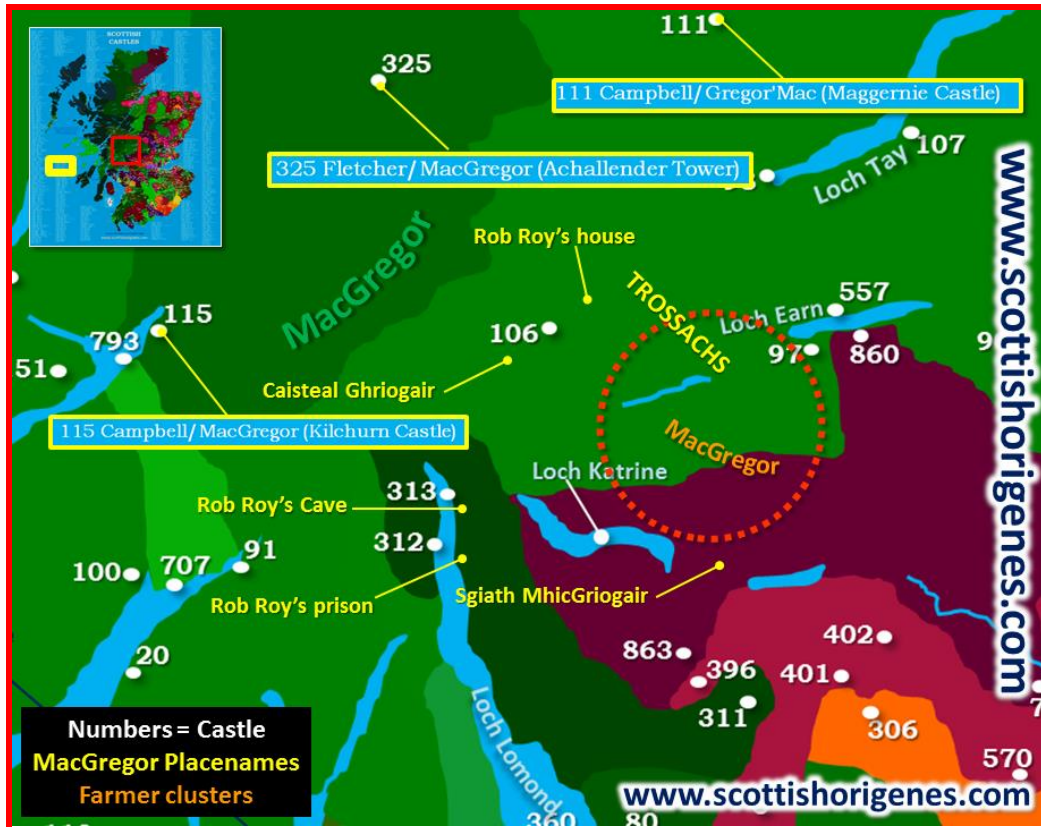 SCOTTISH
CASTLES
325
111
111 Campbell/ Gregor'Mac (Maggernie Castle)
325 Fletcher/ MacGregor (Achallender Tower)
107
Loch Tay
MacGregor
Rob Roy's house
TROSSACHS
Loch Earn
557
106
97
860
9
115
793
51
Caisteal Ghriogair
115 Campbell/ MacGregor (Kilchurn Castle)
MacGregor
Loch Katrine
313
Rob Roy's Cave
312
91
100
707
Rob Roy's prison
Sgiath MhicGriogair
20
863
396
402
401
311
306
570
7
Loch Lomond
360
80
Numbers = Castle
MacGregor Placenames
Farmer clusters
www.scottishorigenes.com
www.scottishorigenes.com